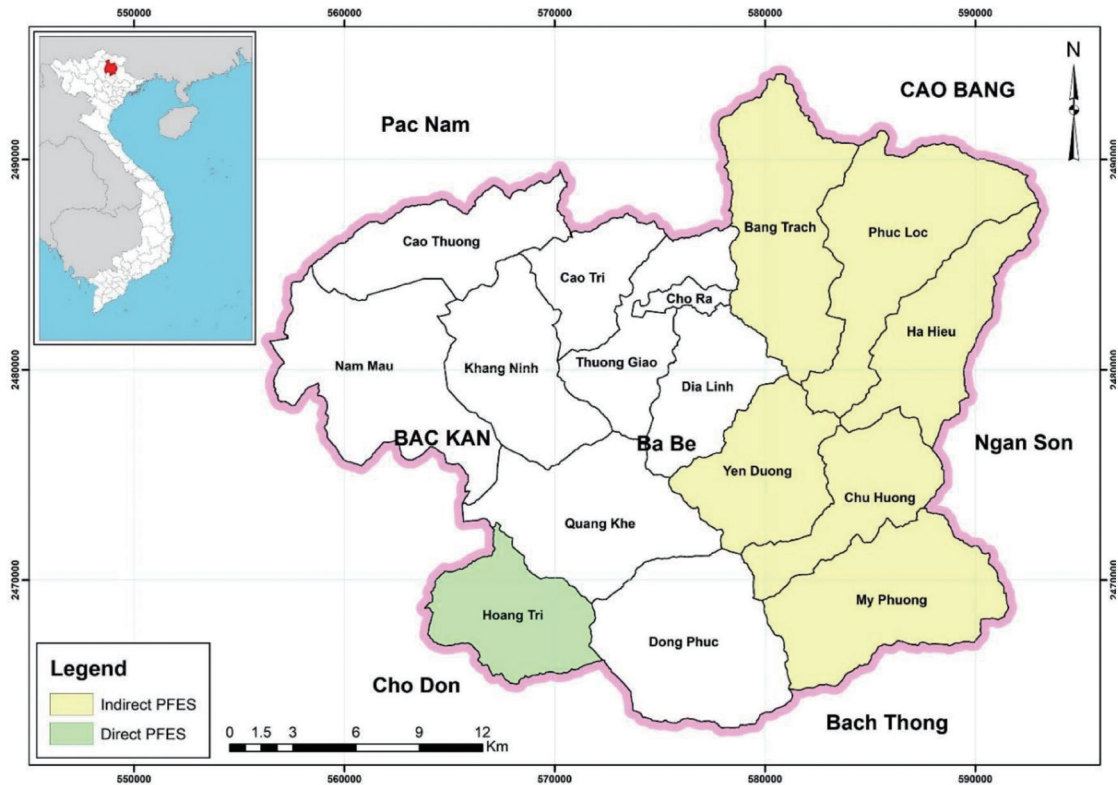 550000
560000
570000
580000
590000
N
CAO BANG
Pac Nam
2490000
2490000
Bang Trach
Phuc Loc
Cao Thuong
Cao Tri
Cho Ra
Ha Hieu
Nam Mau
Khang Ninh
Thuong Giao
Dia Linh
2480000
2480000
BAC KAN
Ba Be
Ngan Son
Yen Duong
Chu Huong
Quang Khe
2470000
2470000
My Phuong
Hoang Tri
Dong Phuc
Cho Don
Bach Thong
Legend
Indirect PFES
Direct PFES
0 1.5 3 6 9 12
Km
550000
560000
570000
580000
590000